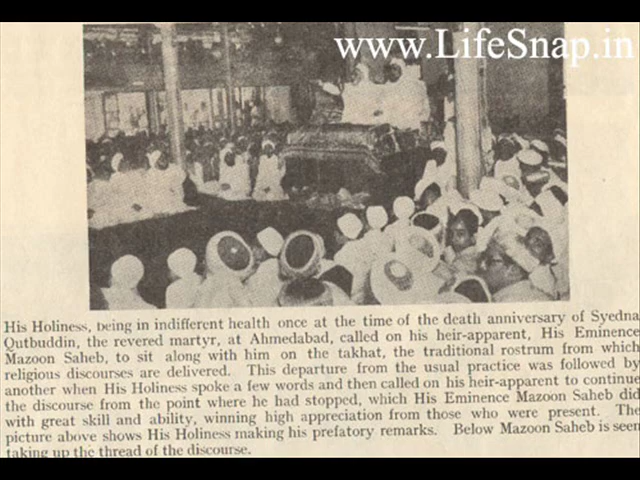 www.LifeSnap.in
His Holiness, being in indifferent health once at the time of the death anniversary of Syedna
Qutbuddin, the revered martyr, at Ahmedabad, called on his heir-apparent, His Eminence
Mazoon Saheb, to sit along with him on the takhat, the traditional rostrum from which
religious discourses are delivered. This departure from the usual practice was followed by
another when His Holiness spoke a few words and then called on his heir-apparent to continue
the discourse from the point where he had stopped, which His Eminence Mazoon Saheb did
with great skill and ability, winning high appreciation from those who were present. The
picture above shows His Holiness making his prefatory remarks. Below Mazoon Saheb is seen
taking up the thread of the discourse.